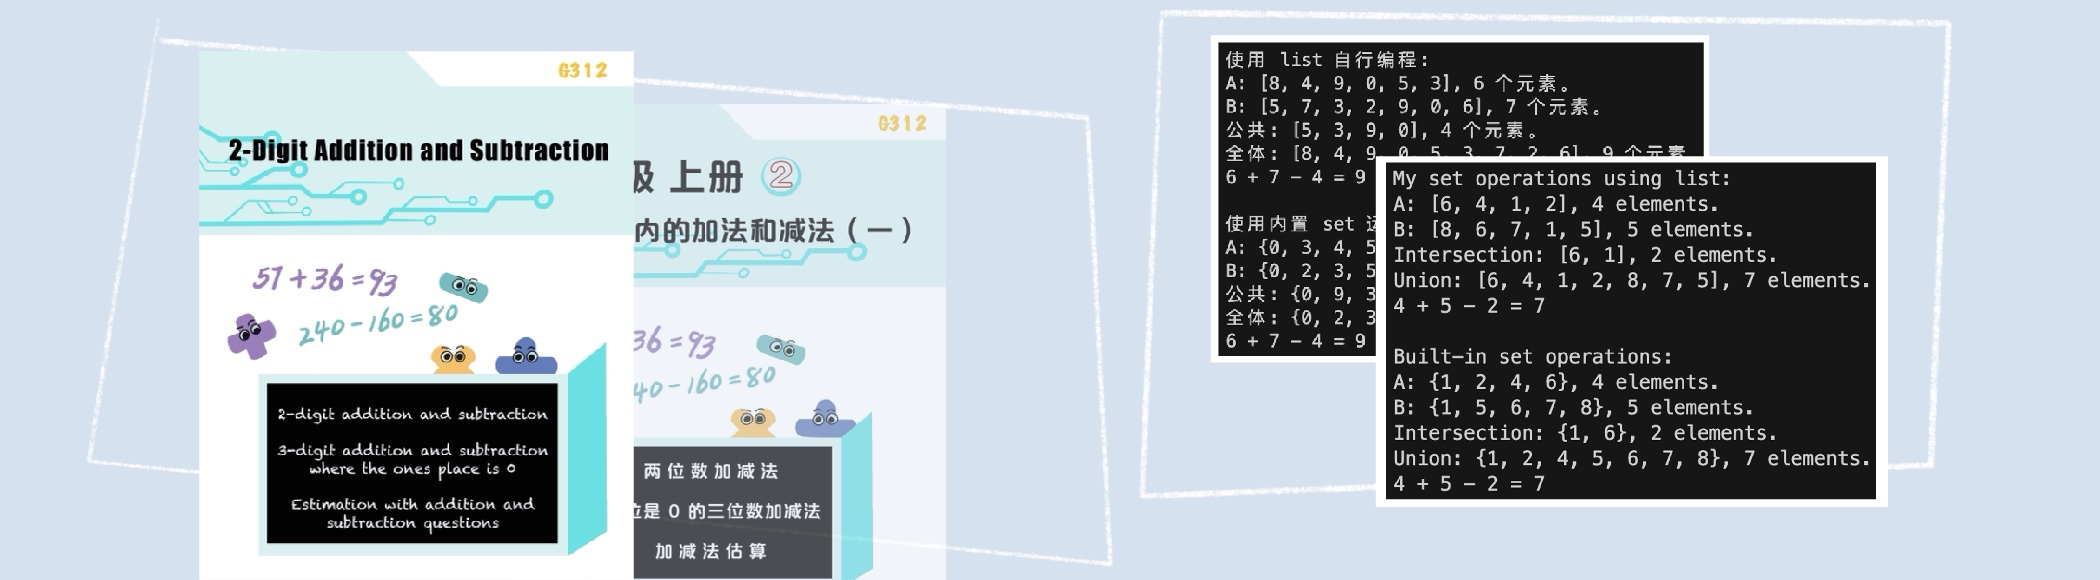 G312
2-Digit Addition and Subtraction
57+36=93
240-160=80
2-digit addition and subtraction
3-digit addition and subtraction
where the ones place is 0
Estimation with addition and
subtraction questions
G312
级 上册 ②
内的加法和减法（一）
36=93
40-160=80
两位数加减法
位是 0 的三位数加减法
加减法估算
使用 list 自行编程:
A: [8, 4, 9, 0, 5, 3], 6 个元素。
B: [5, 7, 3, 2, 9, 0, 6], 7 个元素。
公共: [5, 3, 9, 0], 4 个元素。
全体: [8, 4, 9, 0, 5, 3, 7, 2, 6], 9 个元素
6 + 7 − 4 = 9
使用内置 set 运
A: {0, 3, 4, 5
B: {0, 2, 3, 5
公共: {0, 9, 3
全体: {0, 2, 3
6 + 7 − 4 = 9
My set operations using list:
A: [6, 4, 1, 2], 4 elements.
B: [8, 6, 7, 1, 5], 5 elements.
Intersection: [6, 1], 2 elements.
Union: [6, 4, 1, 2, 8, 7, 5], 7 elements.
4 + 5 − 2 = 7
Built-in set operations:
A: {1, 2, 4, 6}, 4 elements.
B: {1, 5, 6, 7, 8}, 5 elements.
Intersection: {1, 6}, 2 elements.
Union: {1, 2, 4, 5, 6, 7, 8}, 7 elements.
4 + 5 − 2 = 7